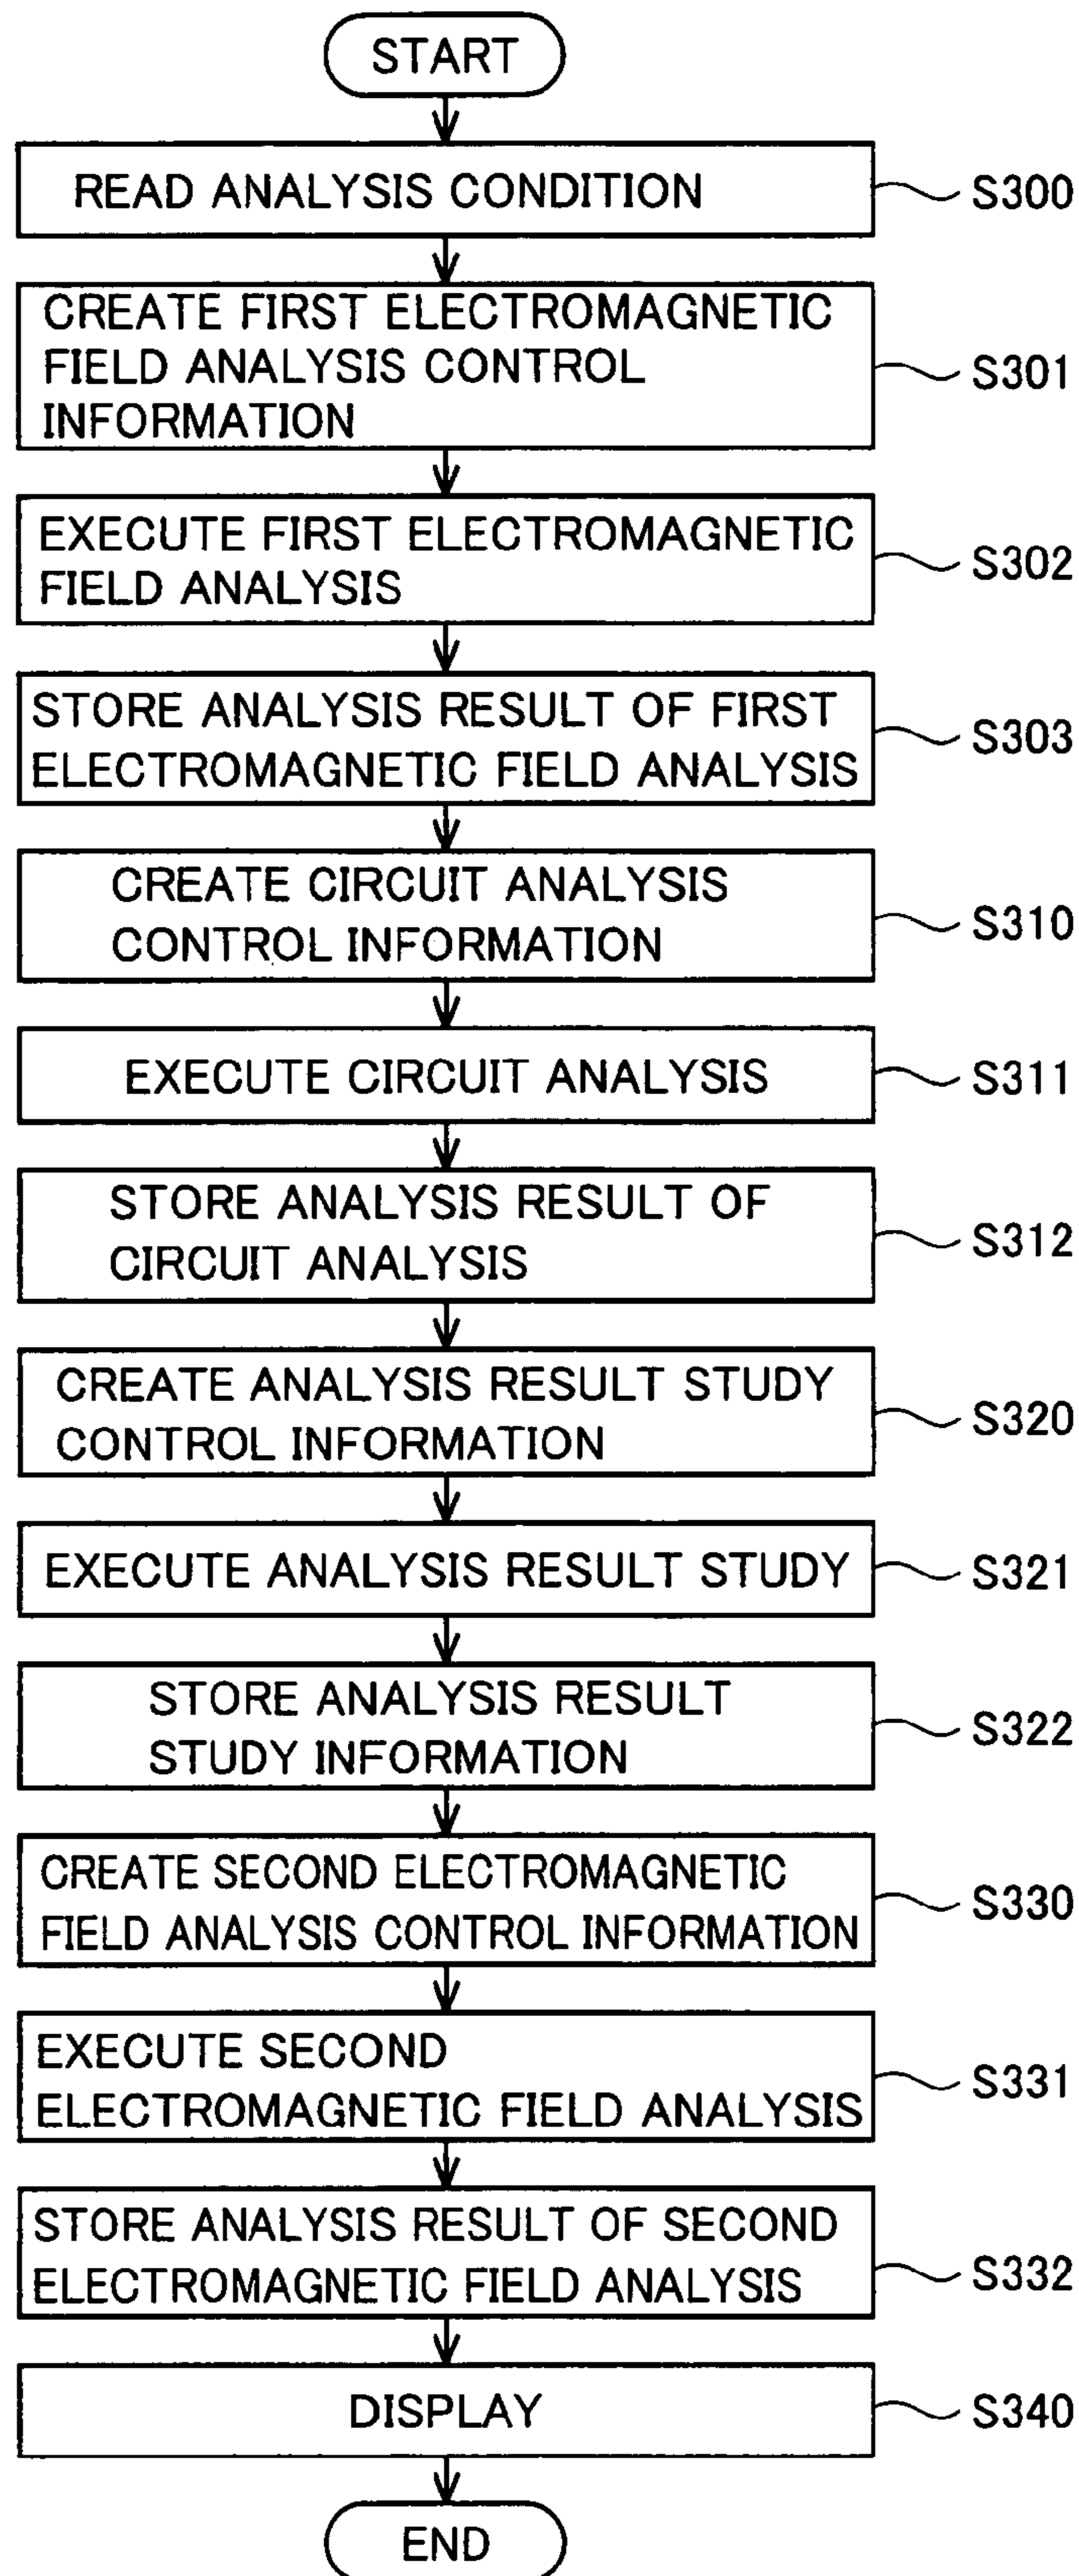 START
READ ANALYSIS CONDITION
S300
CREATE FIRST ELECTROMAGNETIC
FIELD ANALYSIS CONTROL
INFORMATION
S301
EXECUTE FIRST ELECTROMAGNETIC
FIELD ANALYSIS
S302
STORE ANALYSIS RESULT OF FIRST
ELECTROMAGNETIC FIELD ANALYSIS
S303
CREATE CIRCUIT ANALYSIS
CONTROL INFORMATION
S310
EXECUTE CIRCUIT ANALYSIS
S311
STORE ANALYSIS RESULT OF
CIRCUIT ANALYSIS
S312
CREATE ANALYSIS RESULT STUDY
CONTROL INFORMATION
S320
EXECUTE ANALYSIS RESULT STUDY
S321
STORE ANALYSIS RESULT
STUDY INFORMATION
S322
CREATE SECOND ELECTROMAGNETIC
FIELD ANALYSIS CONTROL INFORMATION
S330
EXECUTE SECOND
ELECTROMAGNETIC FIELD ANALYSIS
S331
STORE ANALYSIS RESULT OF SECOND
ELECTROMAGNETIC FIELD ANALYSIS
S332
DISPLAY
S340
END